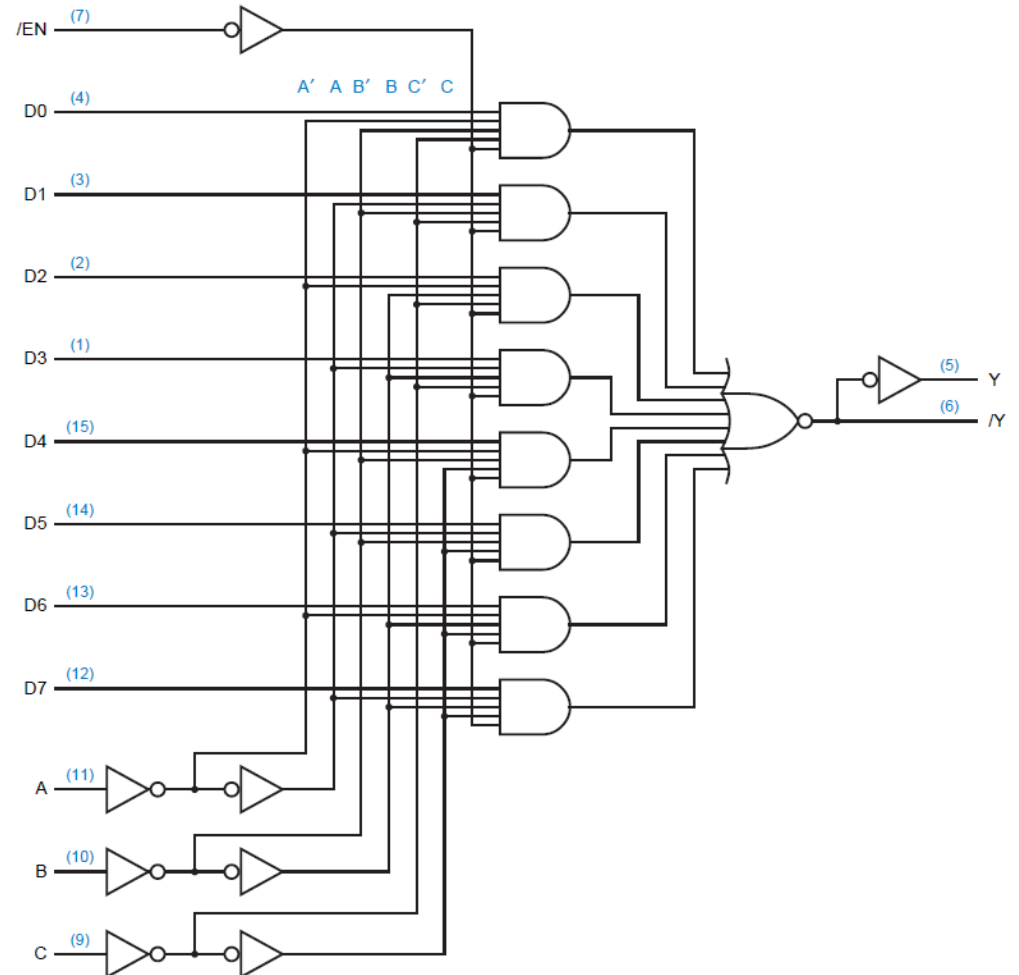 (7)
/EN
A′ A B′ B C′ C
(4)
D0
(3)
D1
(2)
D2
(1)
D3
(5)
Y
(6)
/Y
(15)
D4
(14)
D5
(13)
D6
(12)
D7
(11)
A
(10)
B
(9)
C